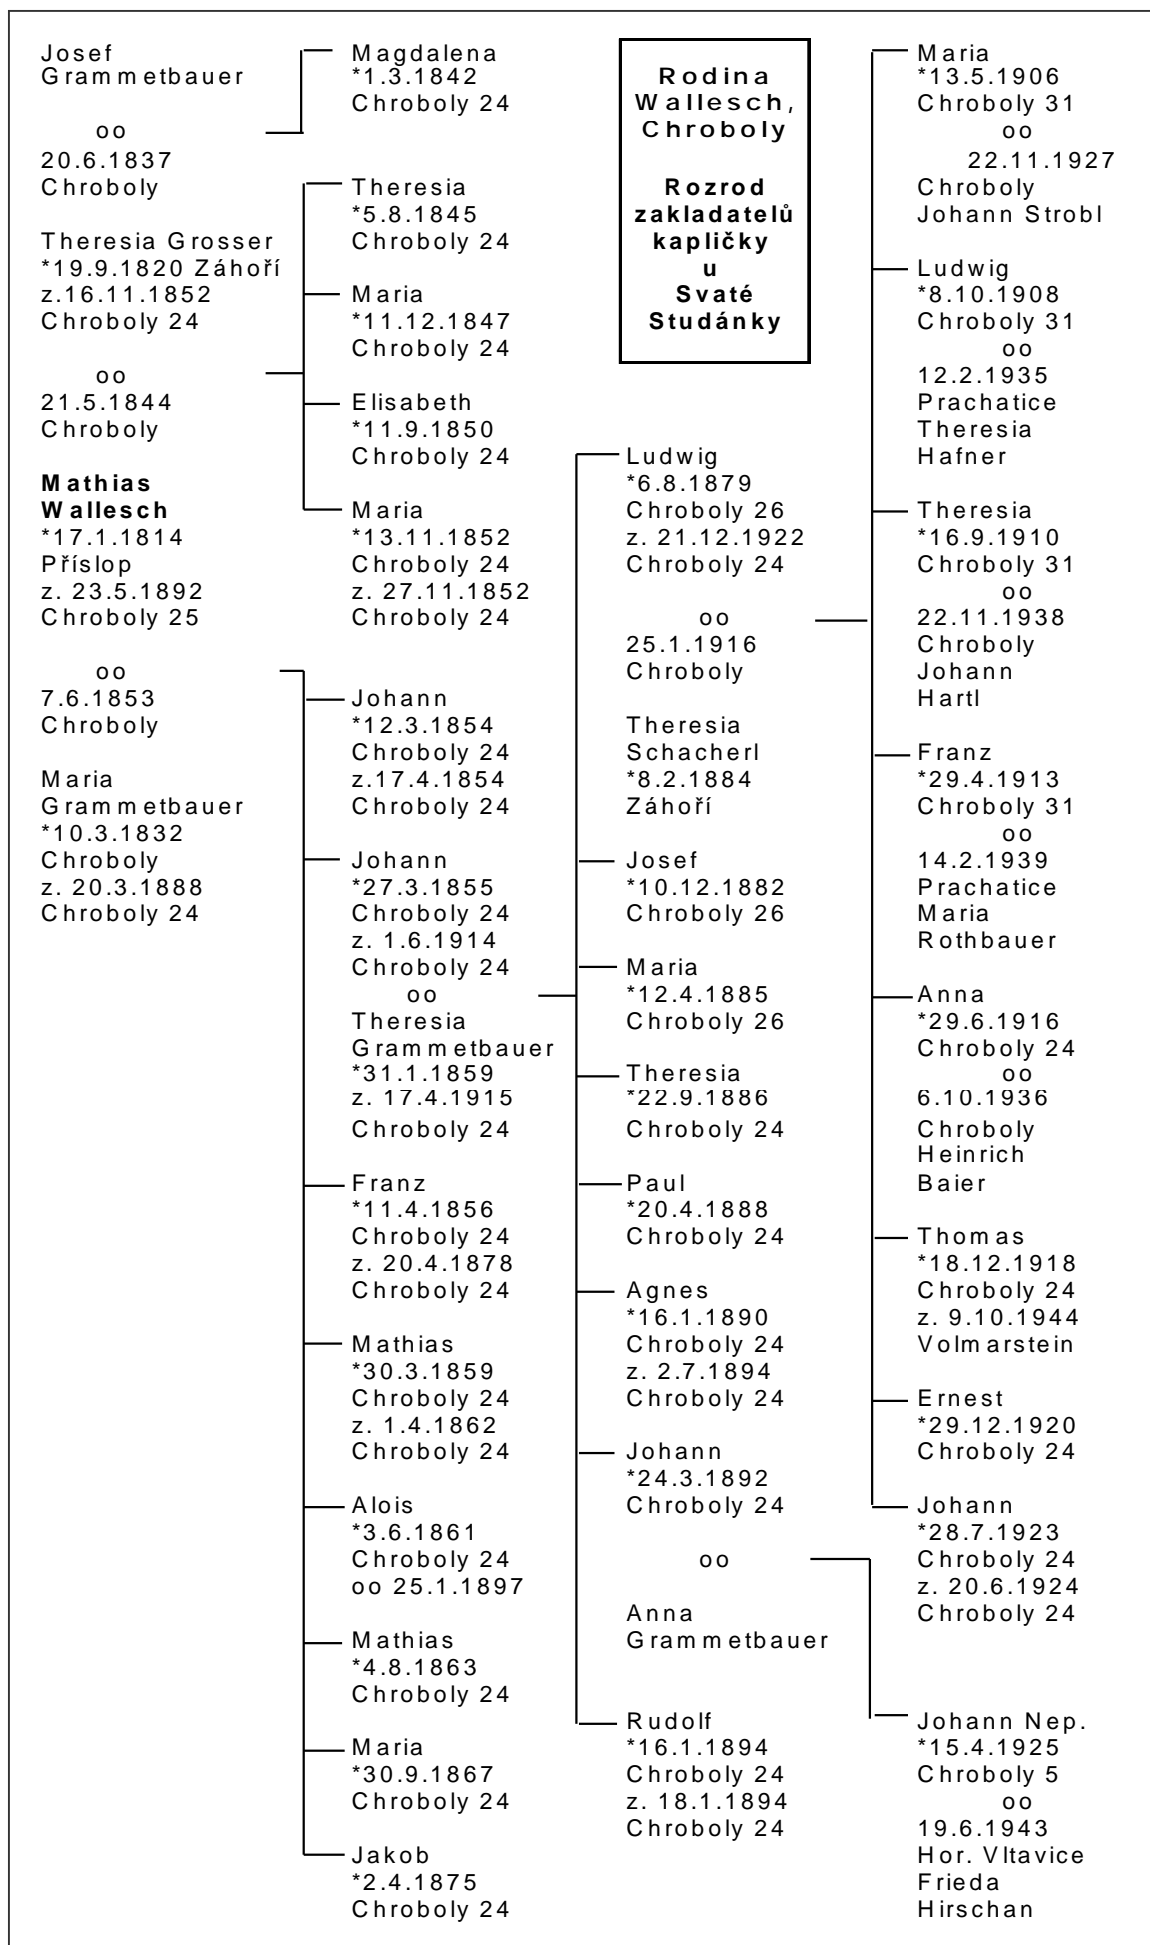 Josef
Grammetbauer
oo
20.6.1837
Chroboly
Theresia Grosser
*19.9.1820 Záhoří
z.16.11.1852
Chroboly 24
oo
21.5.1844
Chroboly
Mathias
Wallesch
*17.1.1814
Příslop
z. 23.5.1892
Chroboly 25
oo
7.6.1853
Chroboly
Maria
Grammetbauer
*10.3.1832
Chroboly
z. 20.3.1888
Chroboly 24
Magdalena
*1.3.1842
Chroboly 24
Theresia
*5.8.1845
Chroboly 24
Maria
*11.12.1847
Chroboly 24
Elisabeth
*11.9.1850
Chroboly 24
Maria
*13.11.1852
Chroboly 24
z. 27.11.1852
Chroboly 24
Johann
*12.3.1854
Chroboly 24
z.17.4.1854
Chroboly 24
Johann
*27.3.1855
Chroboly 24
z. 1.6.1914
Chroboly 24
oo
Theresia
Grammetbauer
*31.1.1859
z. 17.4.1915
Chroboly 24
Franz
*11.4.1856
Chroboly 24
z. 20.4.1878
Chroboly 24
Mathias
*30.3.1859
Chroboly 24
z. 1.4.1862
Chroboly 24
Alois
*3.6.1861
Chroboly 24
oo 25.1.1897
Mathias
*4.8.1863
Chroboly 24
Maria
*30.9.1867
Chroboly 24
Jakob
*2.4.1875
Chroboly 24
Rodina
Wallesch,
Chroboly
Rozrod
zakladatelů
kapličky
u
Svaté
Studánky
Ludwig
*6.8.1879
Chroboly 26
z. 21.12.1922
Chroboly 24
oo
25.1.1916
Chroboly
Theresia
Schacherl
*8.2.1884
Záhoří
Josef
*10.12.1882
Chroboly 26
Maria
*12.4.1885
Chroboly 26
Theresia
*22.9.1886
Chroboly 24
Paul
*20.4.1888
Chroboly 24
Agnes
*16.1.1890
Chroboly 24
z. 2.7.1894
Chroboly 24
Johann
*24.3.1892
Chroboly 24
oo
Anna
Grammetbauer
Rudolf
*16.1.1894
Chroboly 24
z. 18.1.1894
Chroboly 24
Maria
*13.5.1906
Chroboly 31
oo
22.11.1927
Chroboly
Johann Strobl
Ludwig
*8.10.1908
Chroboly 31
oo
12.2.1935
Prachatice
Theresia
Hafner
Theresia
*16.9.1910
Chroboly 31
oo
22.11.1938
Chroboly
Johann
Hartl
Franz
*29.4.1913
Chroboly 31
oo
14.2.1939
Prachatice
Maria
Rothbauer
Anna
*29.6.1916
Chroboly 24
oo
6.10.1936
Chroboly
Heinrich
Baier
Thomas
*18.12.1918
Chroboly 24
z. 9.10.1944
Volmarstein
Ernest
*29.12.1920
Chroboly 24
Johann
*28.7.1923
Chroboly 24
z. 20.6.1924
Chroboly 24
Johann Nep.
*15.4.1925
Chroboly 5
oo
19.6.1943
Hor. Vltavice
Frieda
Hirschan